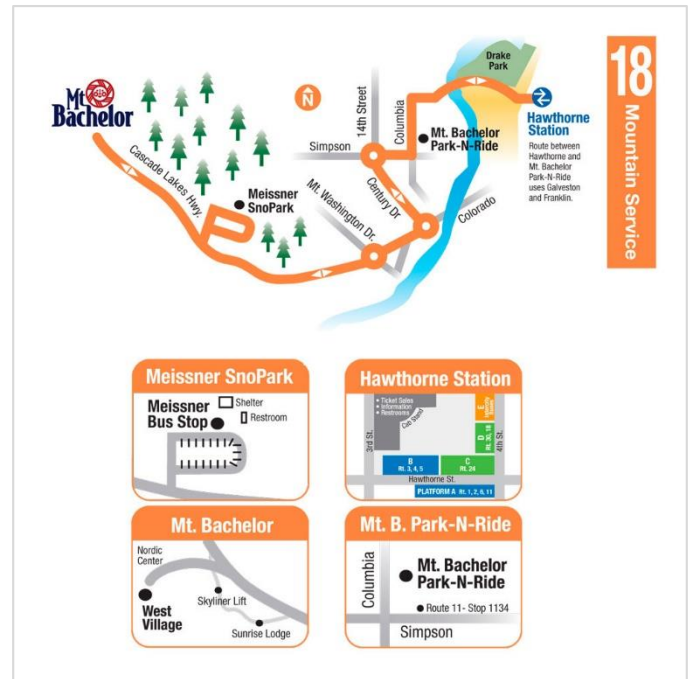 18
Mountain Service
Mt
Bachelor
N
14th Street
Columbia
Simpson
Drake
Park
Hawthorne
Station
Route between
Hawthorne and
Mt. Bachelor
Park-N-Ride
uses Galveston
and Franklin.
Mt. Bachelor
Park-N-Ride
Cascade Lakes Hwy.
Meissner
SnoPark
Mt. Washington Dr.
Century Dr.
Colorado
Meissner SnoPark
Meissner
Bus Stop
Shelter
Restroom
Hawthorne Station
• Ticket Sales
• Information
• Restrooms
Cab Stand
3rd St.
4th St.
E
D
Rt. 30, 18
B
Rt. 3, 4, 5
C
Rt. 24
Hawthorne St.
PLATFORM A Rt. 1, 2, 6, 11
Mt. Bachelor
Nordic
Center
West
Village
Skyliner Lift
Sunrise Lodge
Mt. B. Park-N-Ride
Columbia
Mt. Bachelor
Park-N-Ride
Route 11- Stop 1134
Simpson